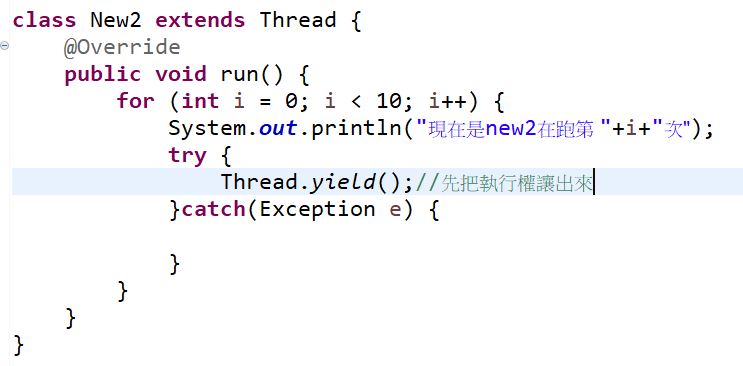 class New2 extends Thread {
    @Override
    public void run() {
        for (int i = 0; i < 10; i++) {
            System.out.println("現在是new2在跑第 "+i+"次");
            try {
                Thread.yield();//先把執行權讓出來
            }catch(Exception e) {
            }
        }
    }
}